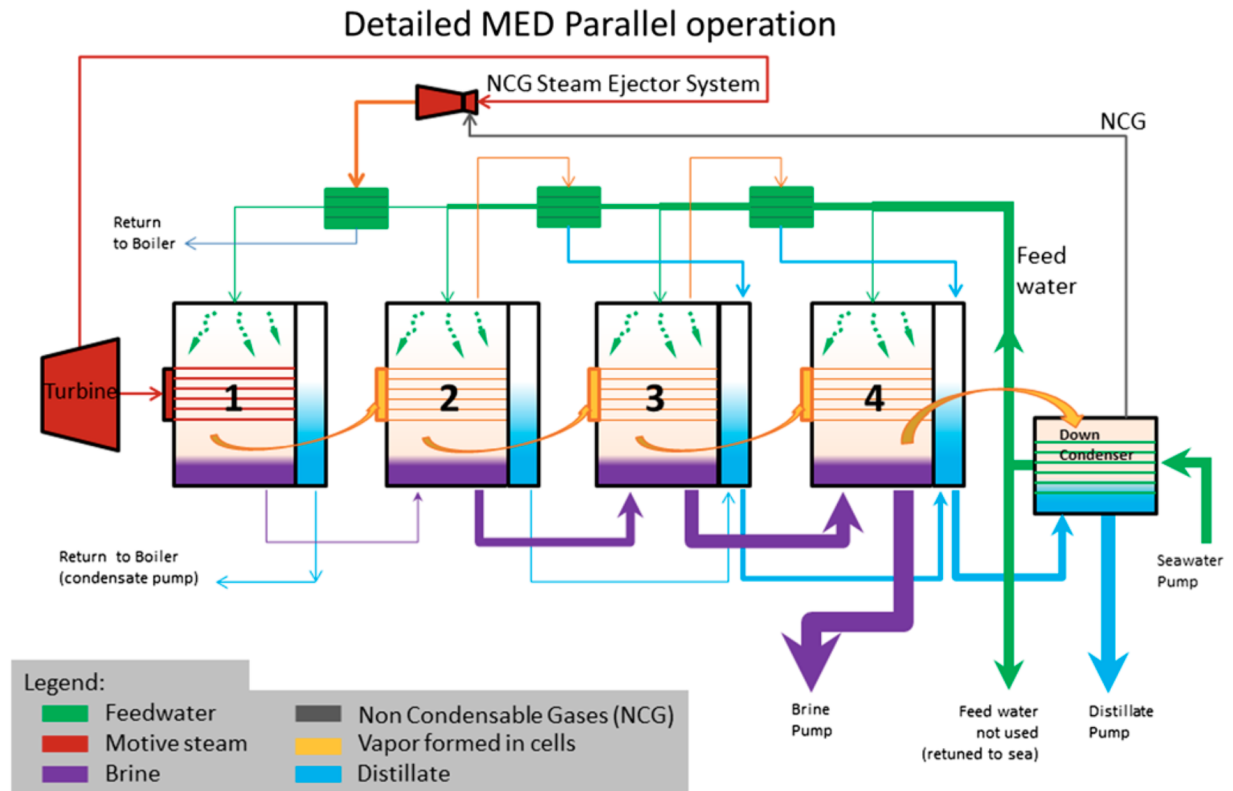 Detailed MED Parallel operation
NCG Steam Ejector System
NCG
Return
to Boiler
Feed
water
Turbine
1
2
3
4
Down
Condenser
Return to Boiler
(condensate pump)
Seawater
Pump
Brine
Pump
Feed water
not used
(retuned to sea)
Distillate
Pump
Legend:
Feedwater
Motive steam
Brine
Non Condensable Gases (NCG)
Vapor formed in cells
Distillate